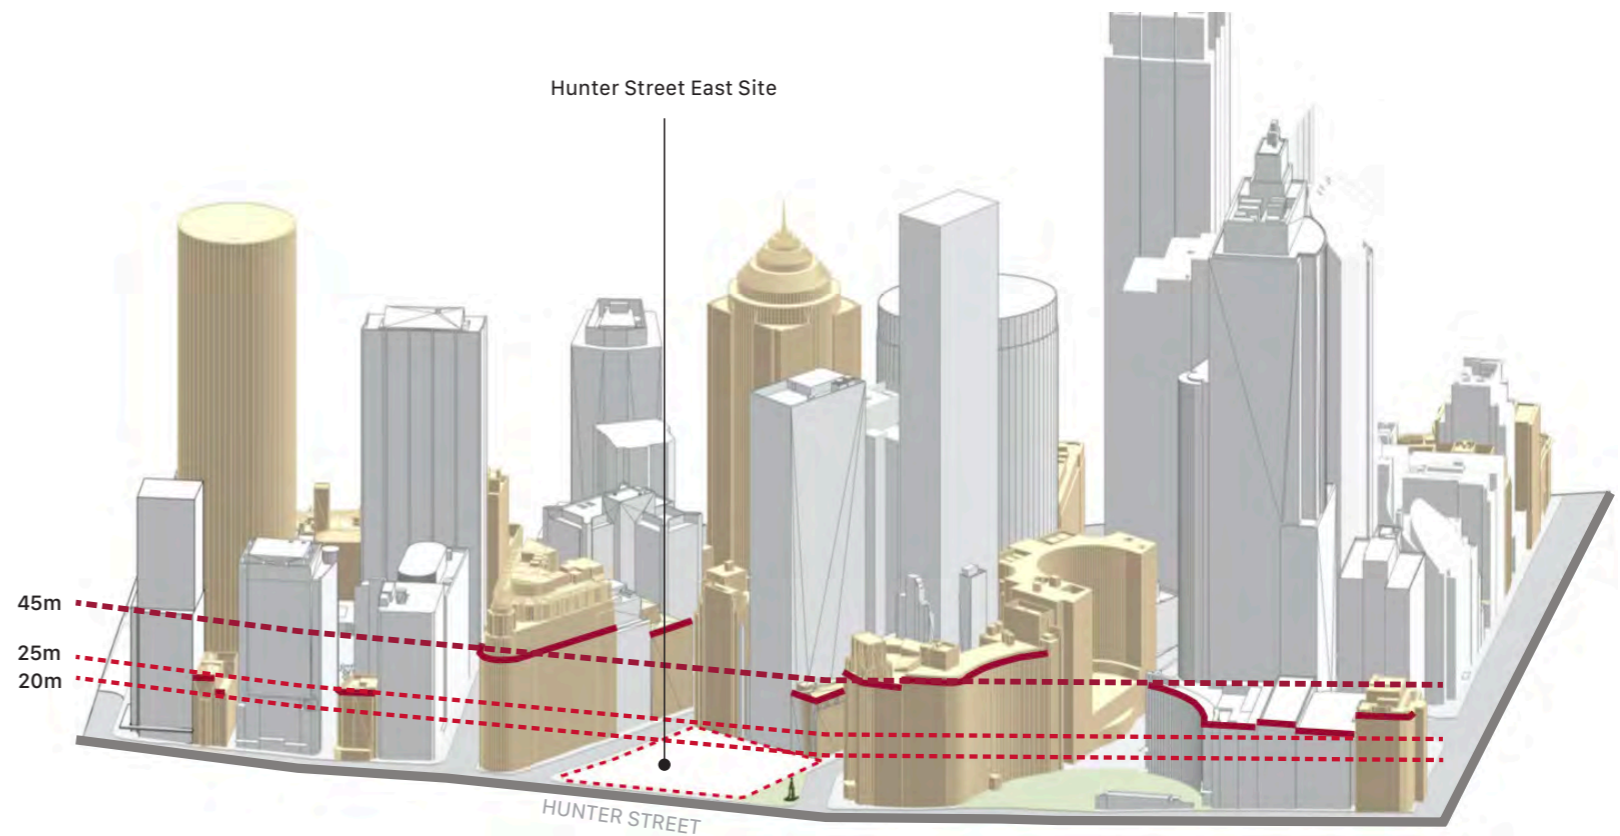 Hunter Street East Site
45m
25m
20m
HUNTER STREET